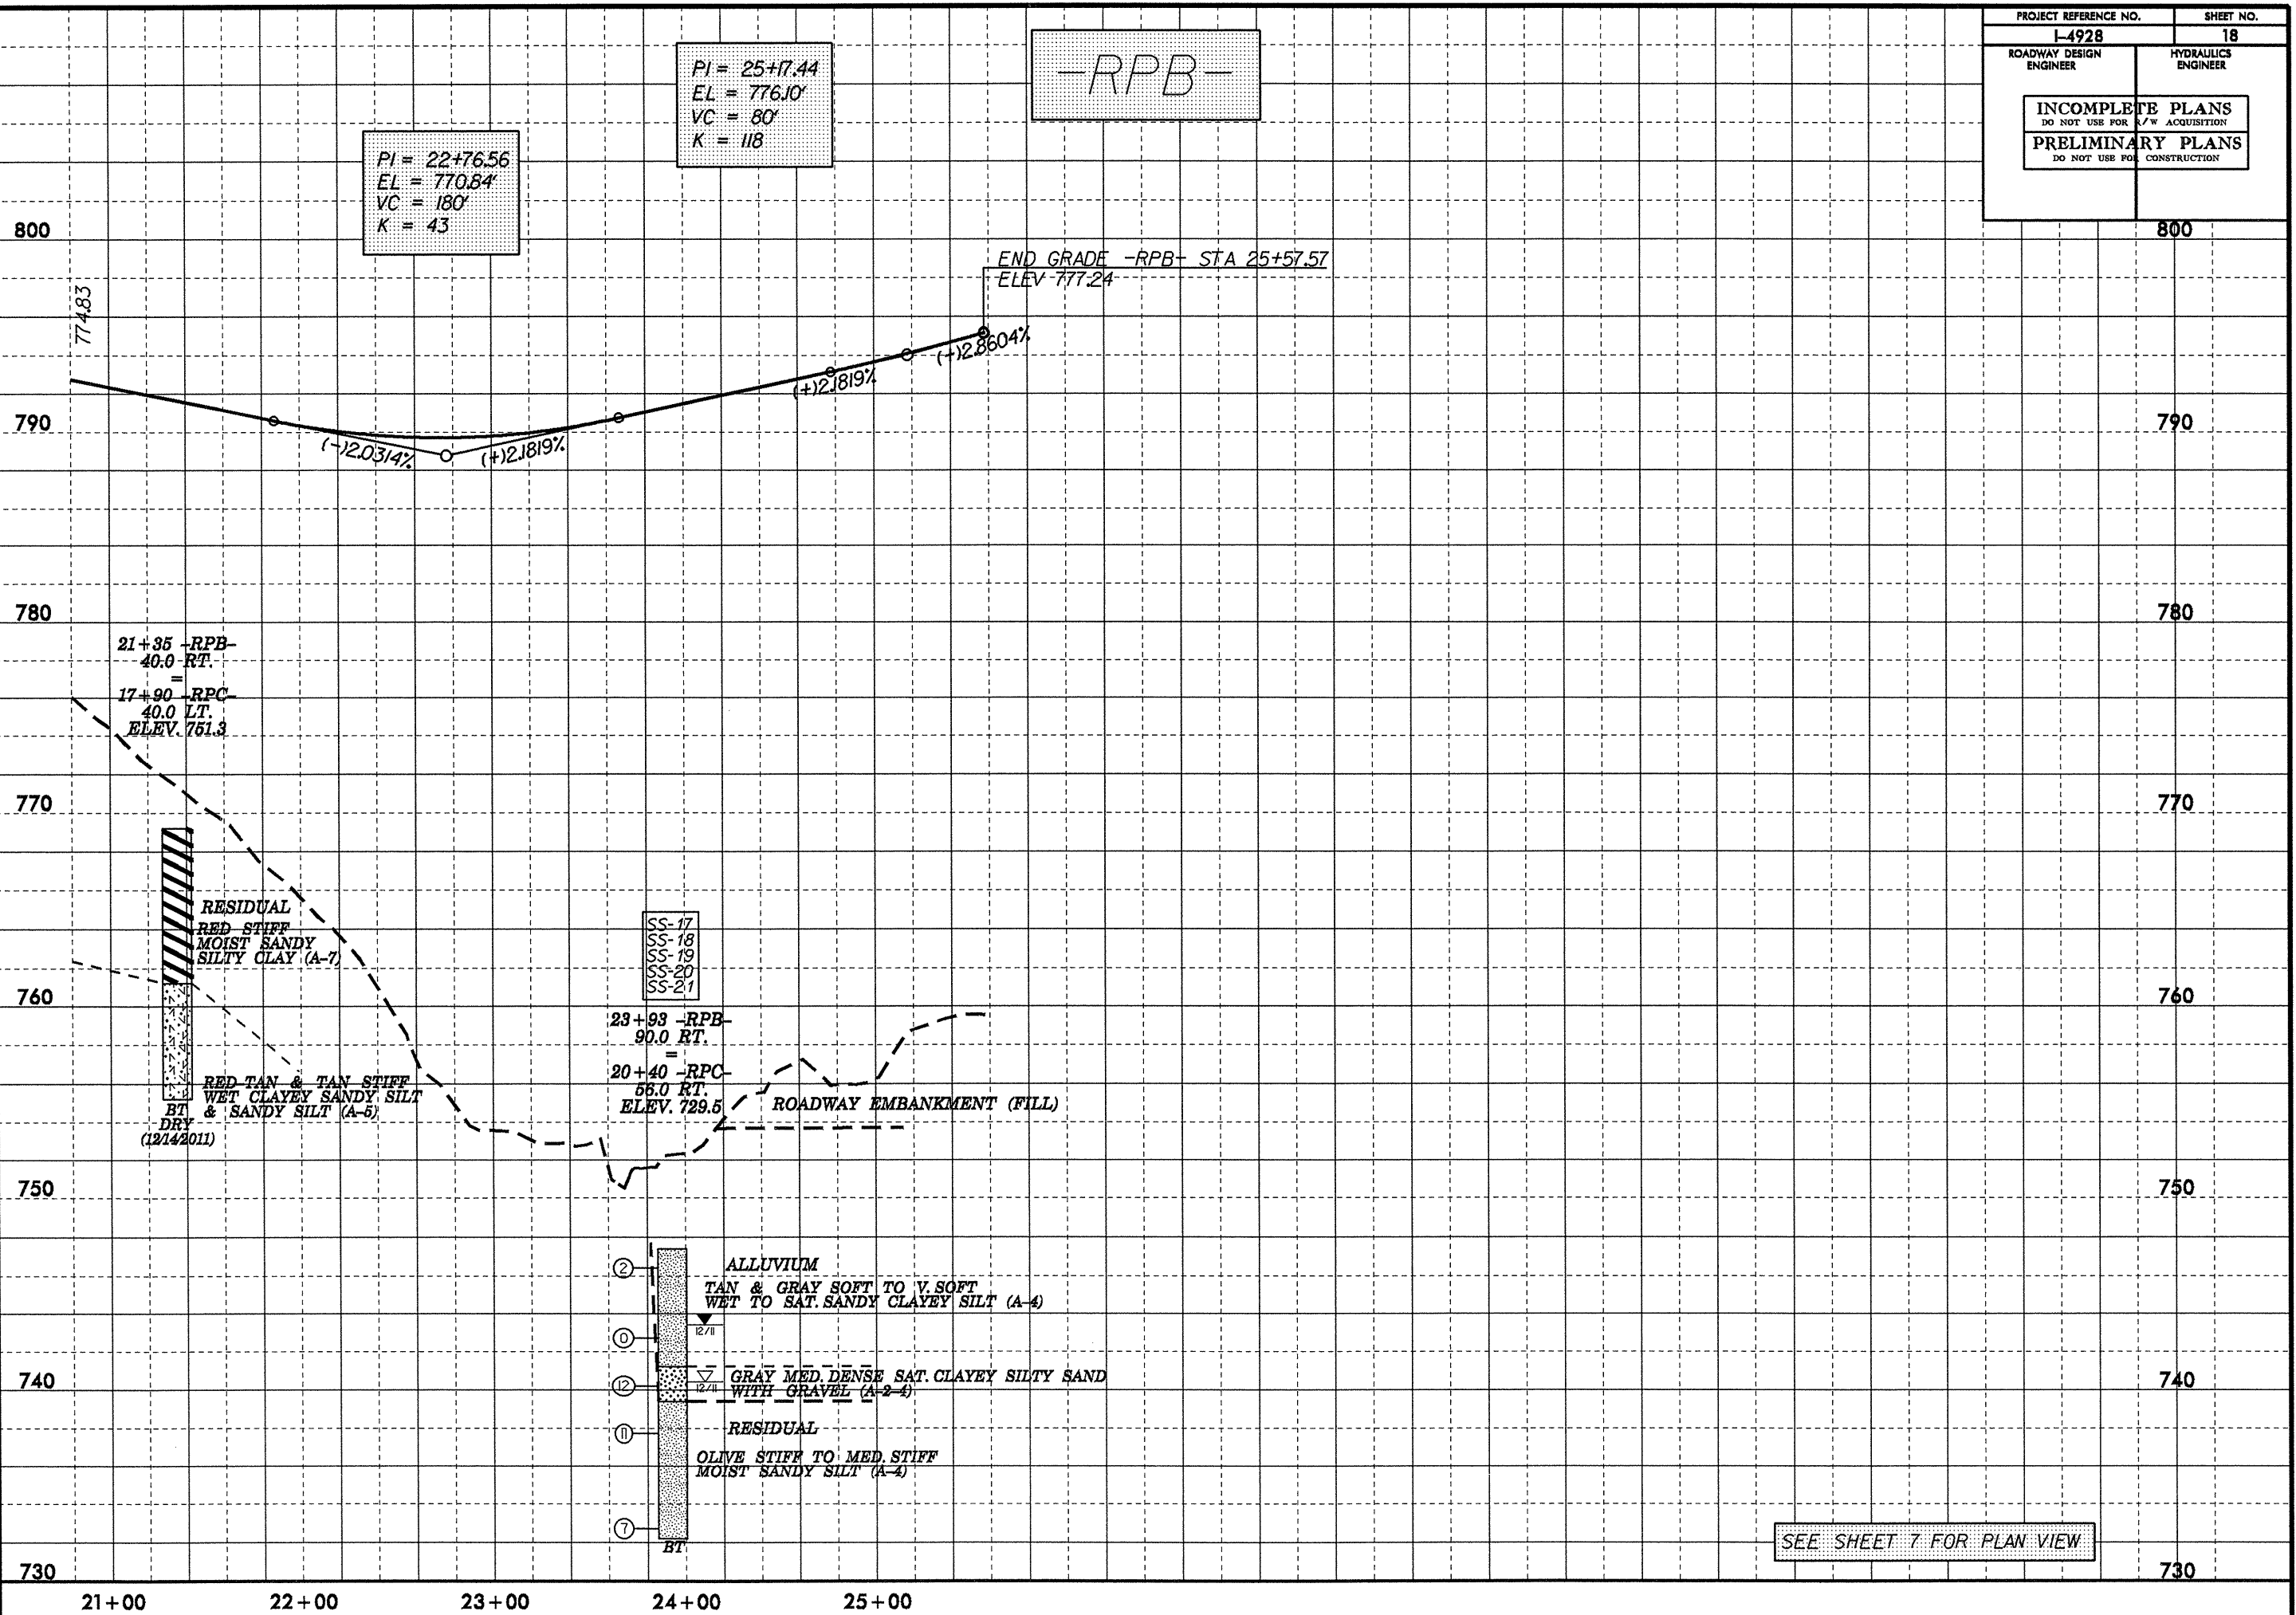 PROJECT REFERENCE NO. SHEET NO.
I-4928 18
ROADWAY DESIGN ENGINEER
HYDRAULICS ENGINEER
INCOMPLETE PLANS
DO NOT USE FOR R/W ACQUISITION
PRELIMINARY PLANS
DO NOT USE FOR CONSTRUCTION
-RPB-
PI = 25+17.44
EL = 776.10'
VC = 80'
K = 118
PI = 22+76.56
EL = 770.84'
VC = 180'
K = 43
800 800
END GRADE -RPB- STA 25+57.57
ELEV 777.24
774.83
(-)2.0314%
(+)2.1819%
(+)2.1819%
(+)2.8604%
790 790
780 780
21+35 -RPB-
40.0 RT.
=
17+90 -RPC-
40.0 LT.
ELEV. 751.3
770 770
RESIDUAL
RED STIFF
MOIST SANDY
SILTY CLAY (A-7)
SS-17
SS-18
SS-19
SS-20
SS-21
760 760
23+93 -RPB-
90.0 RT.
=
20+40 -RPC-
56.0 RT.
ELEV. 729.5
RED-TAN & TAN STIFF
WET CLAYEY SANDY SILT
& SANDY SILT (A-5)
BT
DRY
(12/14/2011)
ROADWAY EMBANKMENT (FILL)
750 750
2
ALLUVIUM
TAN & GRAY SOFT TO V. SOFT
WET TO SAT. SANDY CLAYEY SILT (A-4)
12/11
0
740 740
12
12/11
GRAY MED. DENSE SAT. CLAYEY SILTY SAND
WITH GRAVEL (A-2-4)
11
RESIDUAL
OLIVE STIFF TO MED. STIFF
MOIST SANDY SILT (A-4)
7
BT
SEE SHEET 7 FOR PLAN VIEW
730 730
21+00 22+00 23+00 24+00 25+00